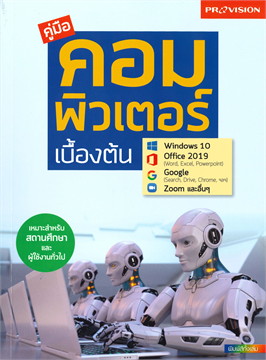 PROVISION
คู่มือ
คอม
พิวเตอร์
เบื้องต้น
Windows 10
Office 2019
(Word, Excel, Powerpoint)
Google
(Search, Drive, Chrome, ฯลฯ)
Zoom และอื่นๆ
เหมาะสำหรับ
สถานศึกษา
และ
ผู้ใช้งานทั่วไป